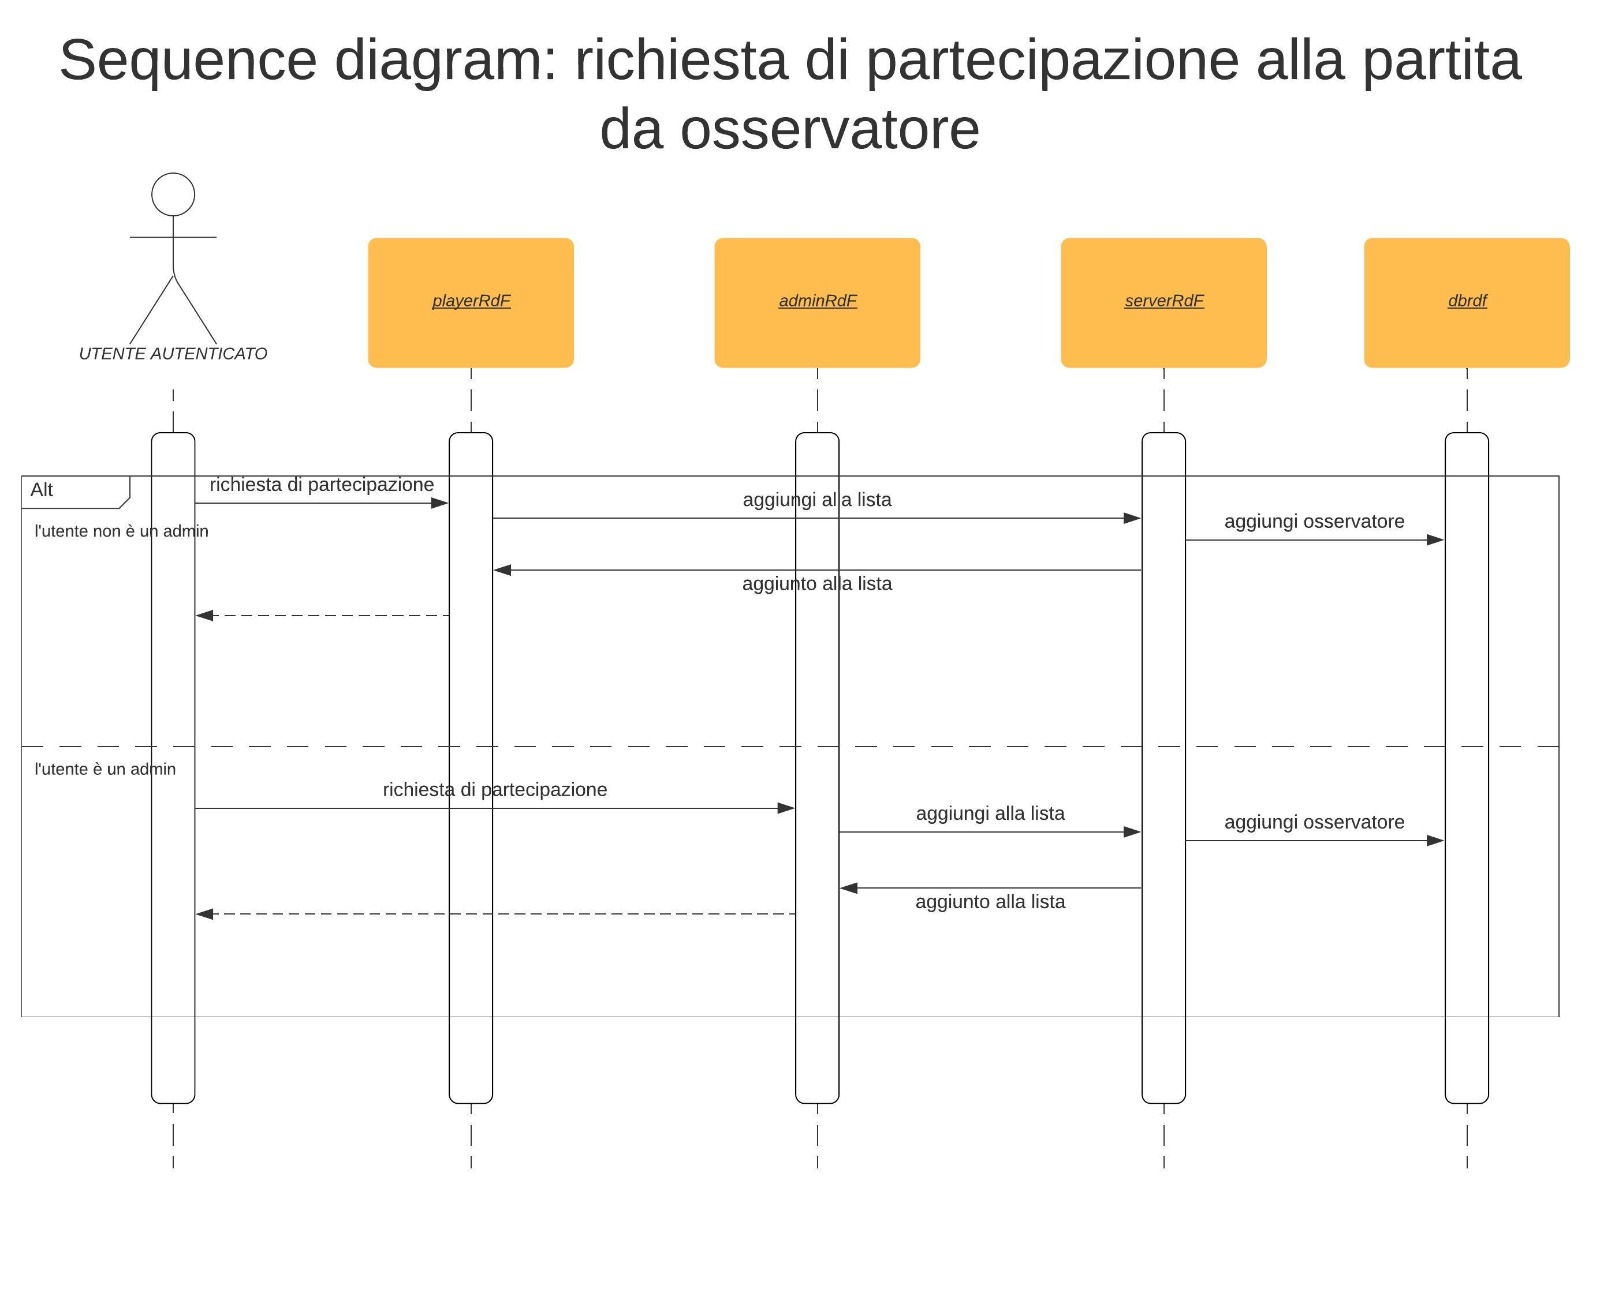 Sequence diagram: richiesta di partecipazione alla partita
da osservatore
UTENTE AUTENTICATO
playerRdF
adminRdF
serverRdF
dbrdf
Alt
richiesta di partecipazione
aggiungi alla lista
aggiungi osservatore
l'utente non è un admin
aggiunto alla lista
l'utente è un admin
richiesta di partecipazione
aggiungi alla lista
aggiungi osservatore
aggiunto alla lista